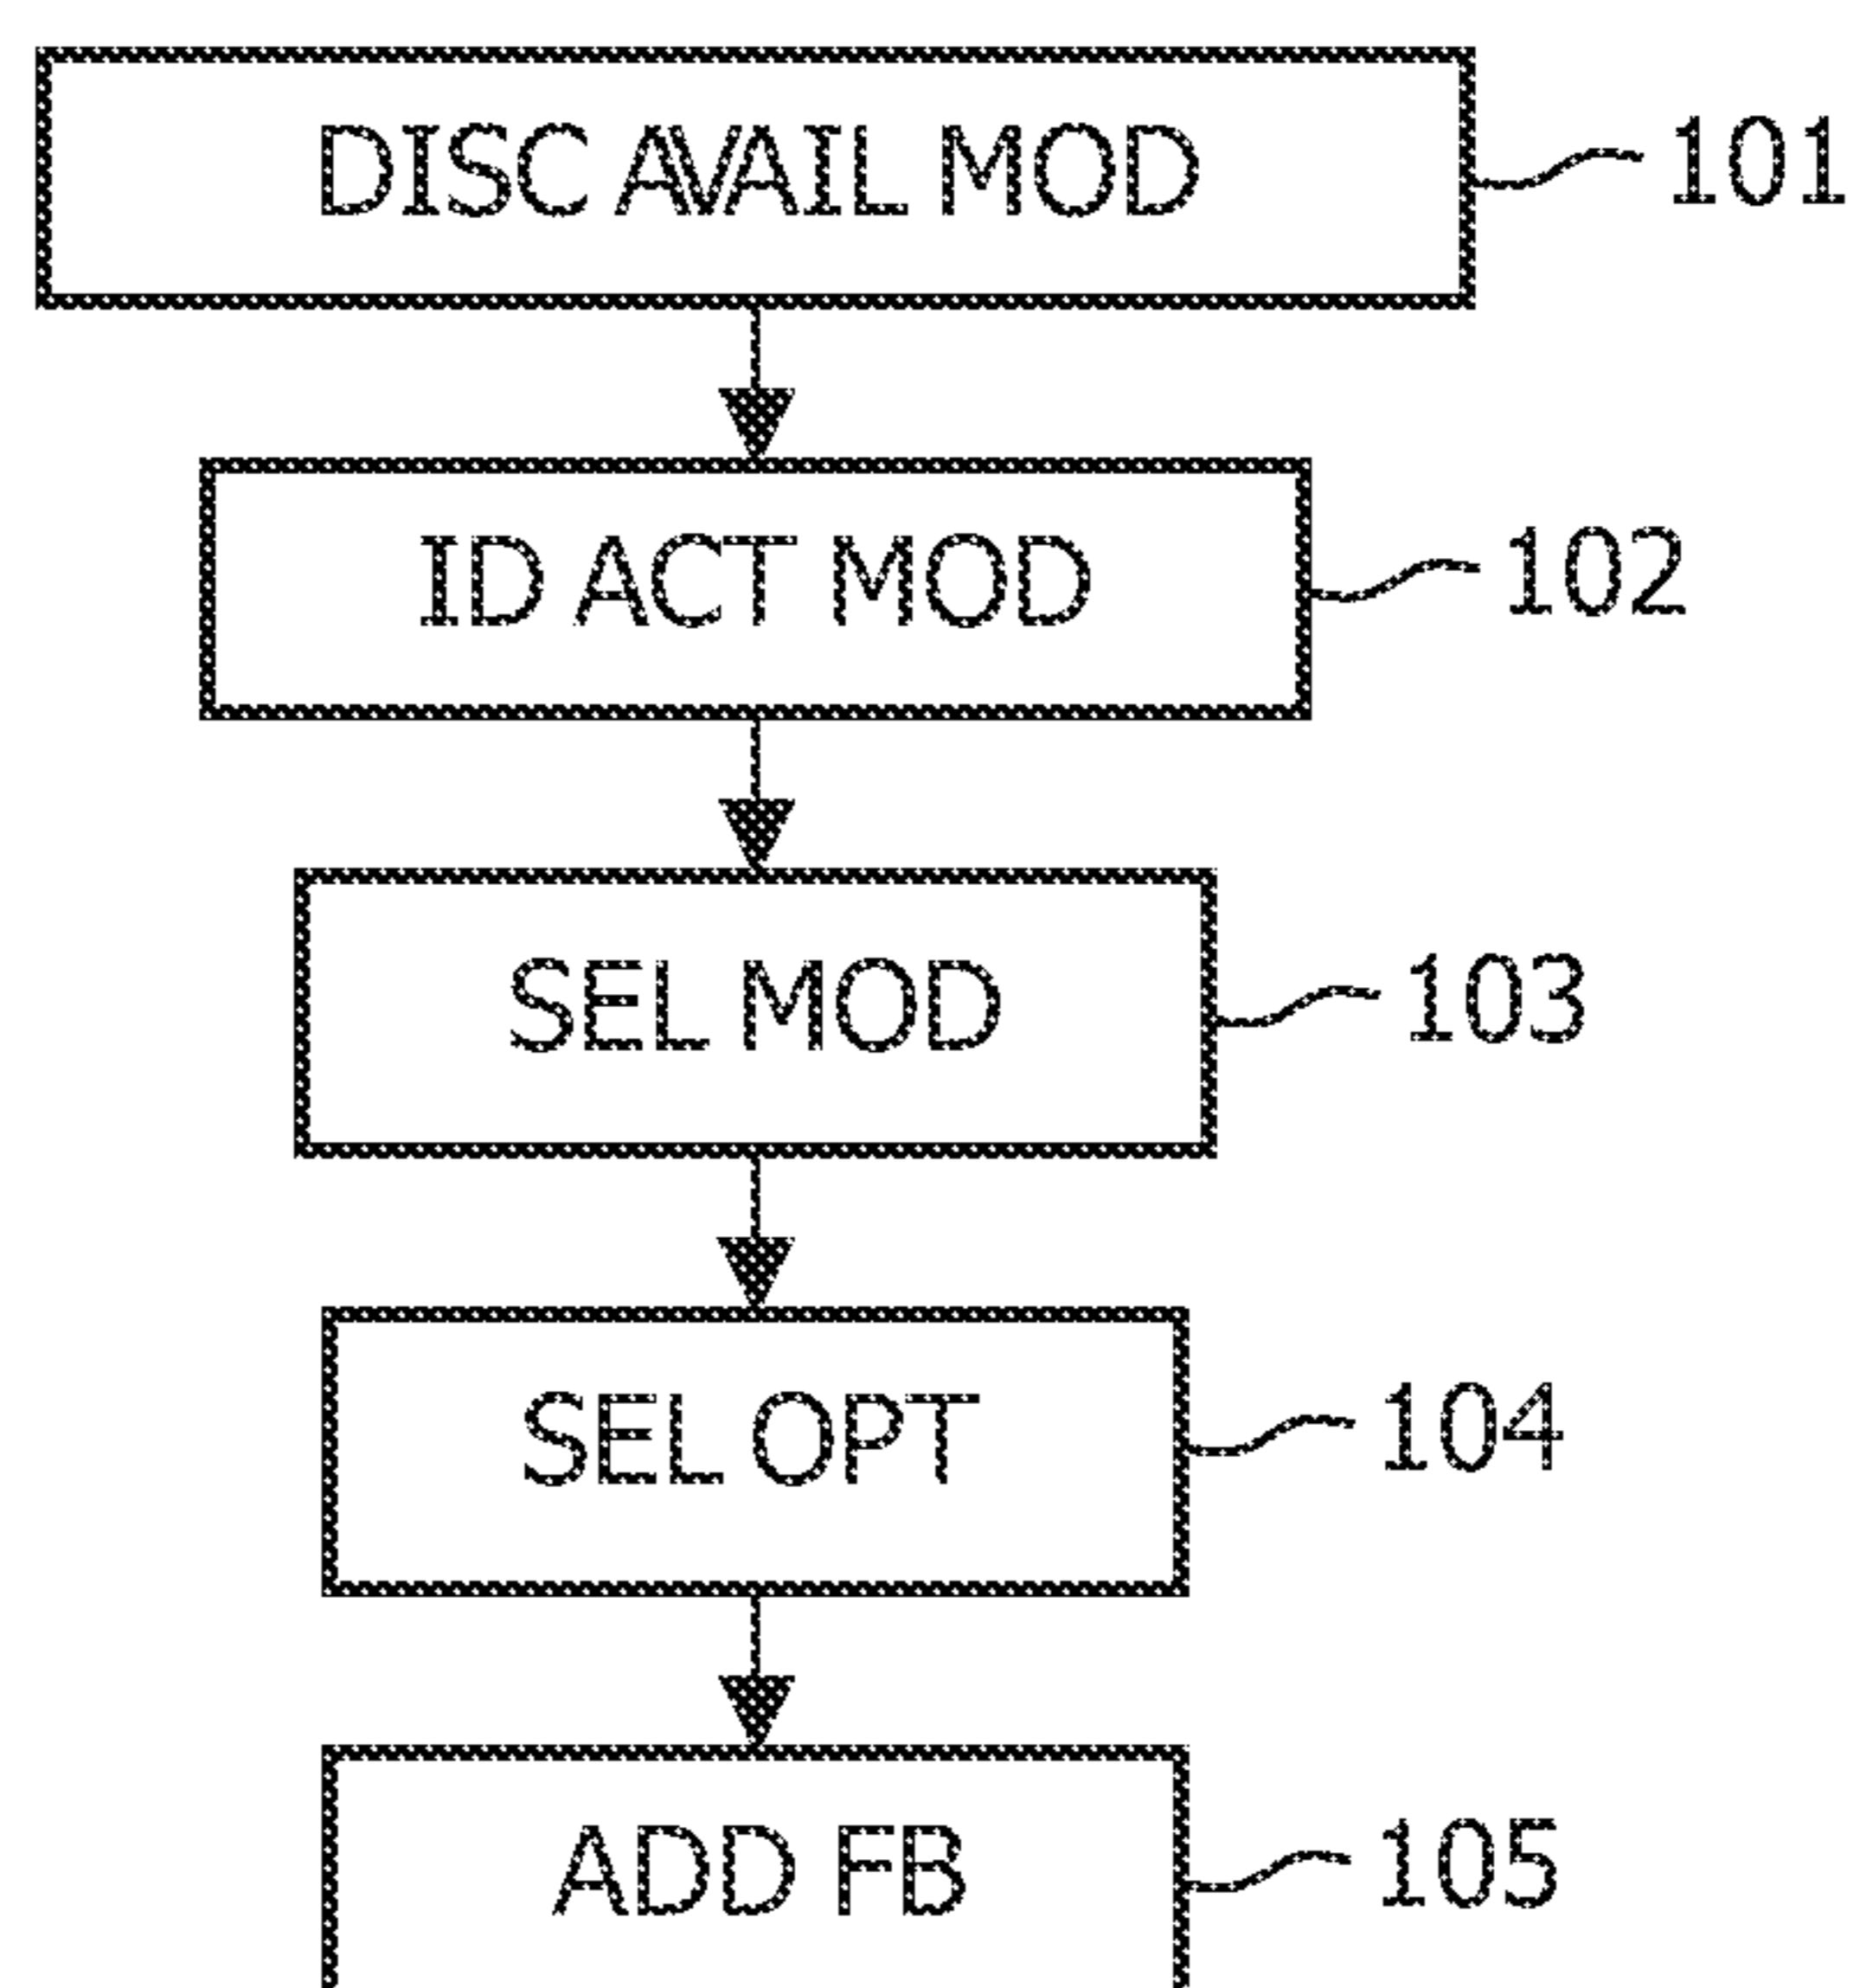 DISC AVAIL MOD 101
ID ACT MOD 102
SEL MOD 103
SEL OPT 104
ADD FB 105